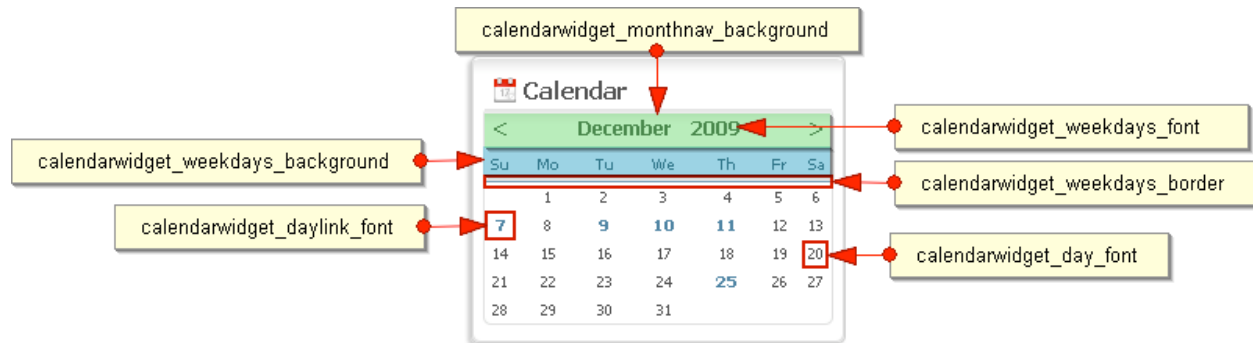 calendarwidget_monthnav_background
Calendar
< December 2009 >
calendarwidget_weekdays_font
calendarwidget_weekdays_background
Su Mo Tu We Th Fr Sa
calendarwidget_weekdays_border
1 2 3 4 5 6
calendarwidget_daylink_font
7 8 9 10 11 12 13
14 15 16 17 18 19 20
calendarwidget_day_font
21 22 23 24 25 26 27
28 29 30 31